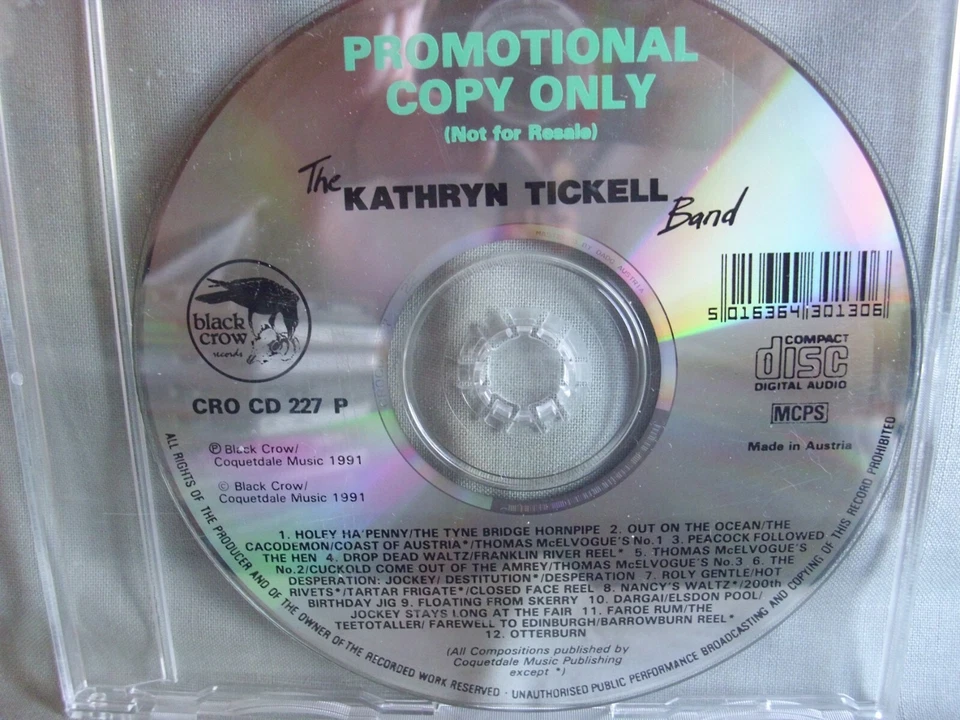 PROMOTIONAL
COPY ONLY
(Not for Resale)
The KATHRYN TICKELL Band
black
crow
records
5 016364 301306
COMPACT
disc
DIGITAL AUDIO
MCPS
CRO CD 227 P
Made in Austria
℗ Black Crow/
Coquetdale Music 1991
© Black Crow/
Coquetdale Music 1991
1. HOLEY HA'PENNY/THE TYNE BRIDGE HORNPIPE 2. OUT ON THE OCEAN/THE
CACODEMON/COAST OF AUSTRIA*/THOMAS McELVOGUE'S No.1 3. PEACOCK FOLLOWED
THE HEN 4. DROP DEAD WALTZ/FRANKLIN RIVER REEL* 5. THOMAS McELVOGUE'S
No.2/CUCKOLD COME OUT OF THE AMREY/THOMAS McELVOGUE'S No.3 6. THE
DESPERATION: JOCKEY/ DESTITUTION*/DESPERATION 7. ROLY GENTLE/HOT
RIVETS*/TARTAR FRIGATE*/CLOSED FACE REEL 8. NANCY'S WALTZ*/200th
BIRTHDAY JIG 9. FLOATING FROM SKERRY 10. DARGAI/ELSDON POOL/
JOCKEY STAYS LONG AT THE FAIR 11. FAROE RUM/THE
TEETOTALLER/ FAREWELL TO EDINBURGH/BARROWBURN REEL*
12. OTTERBURN
(All Compositions published by
Coquetdale Music Publishing
except *)
ALL RIGHTS OF THE PRODUCER AND OF THE OWNER OF THE RECORDED WORK RESERVED · UNAUTHORISED PUBLIC PERFORMANCE BROADCASTING AND COPYING OF THIS RECORD PROHIBITED